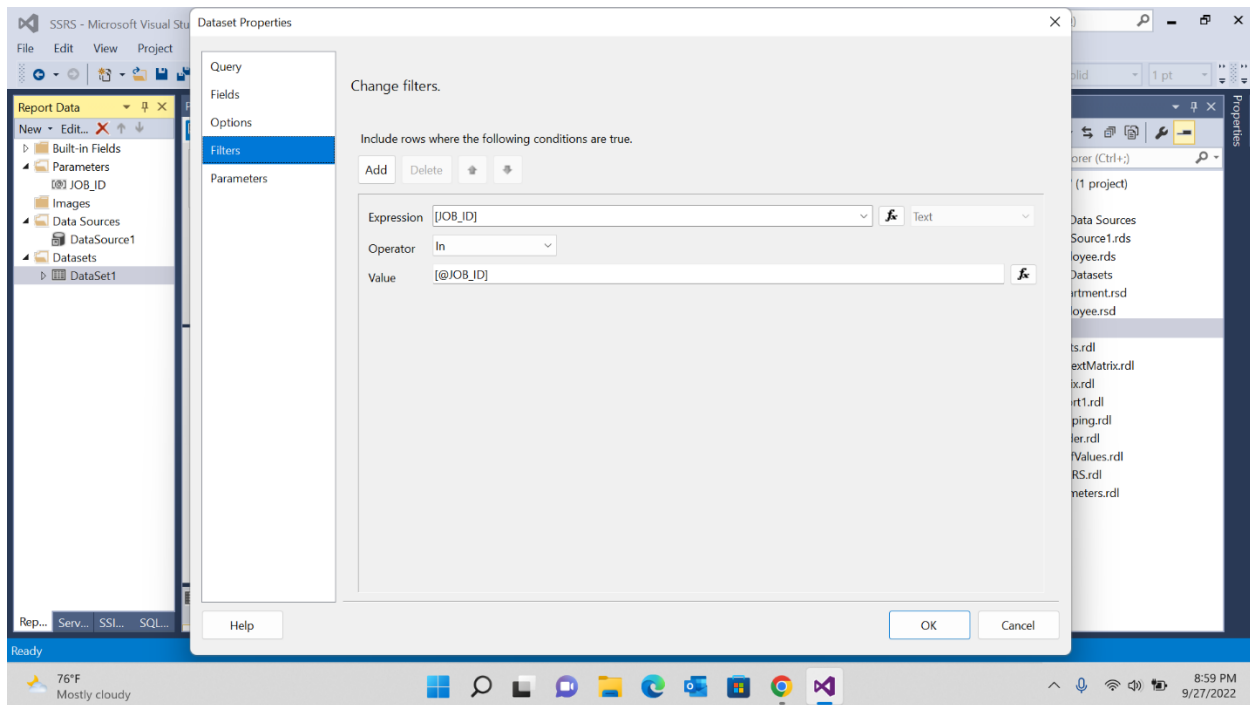 SSRS - Microsoft Visual Stu
File Edit View Project
Report Data
New Edit...
Built-in Fields
Parameters
[@] JOB_ID
Images
Data Sources
DataSource1
Datasets
DataSet1
Rep... Serv... SSI... SQL...
Ready
Dataset Properties
Query
Fields
Options
Filters
Parameters
Change filters.
Include rows where the following conditions are true.
Add Delete
Expression [JOB_ID] fx Text
Operator In
Value [@JOB_ID] fx
Help OK Cancel
olid 1 pt
Properties
orer (Ctrl+;)
(1 project)
Data Sources
Source1.rds
loyee.rds
Datasets
artment.rsd
loyee.rsd
ts.rdl
extMatrix.rdl
ix.rdl
ort1.rdl
ping.rdl
ler.rdl
fValues.rdl
RS.rdl
meters.rdl
76°F
Mostly cloudy
8:59 PM
9/27/2022